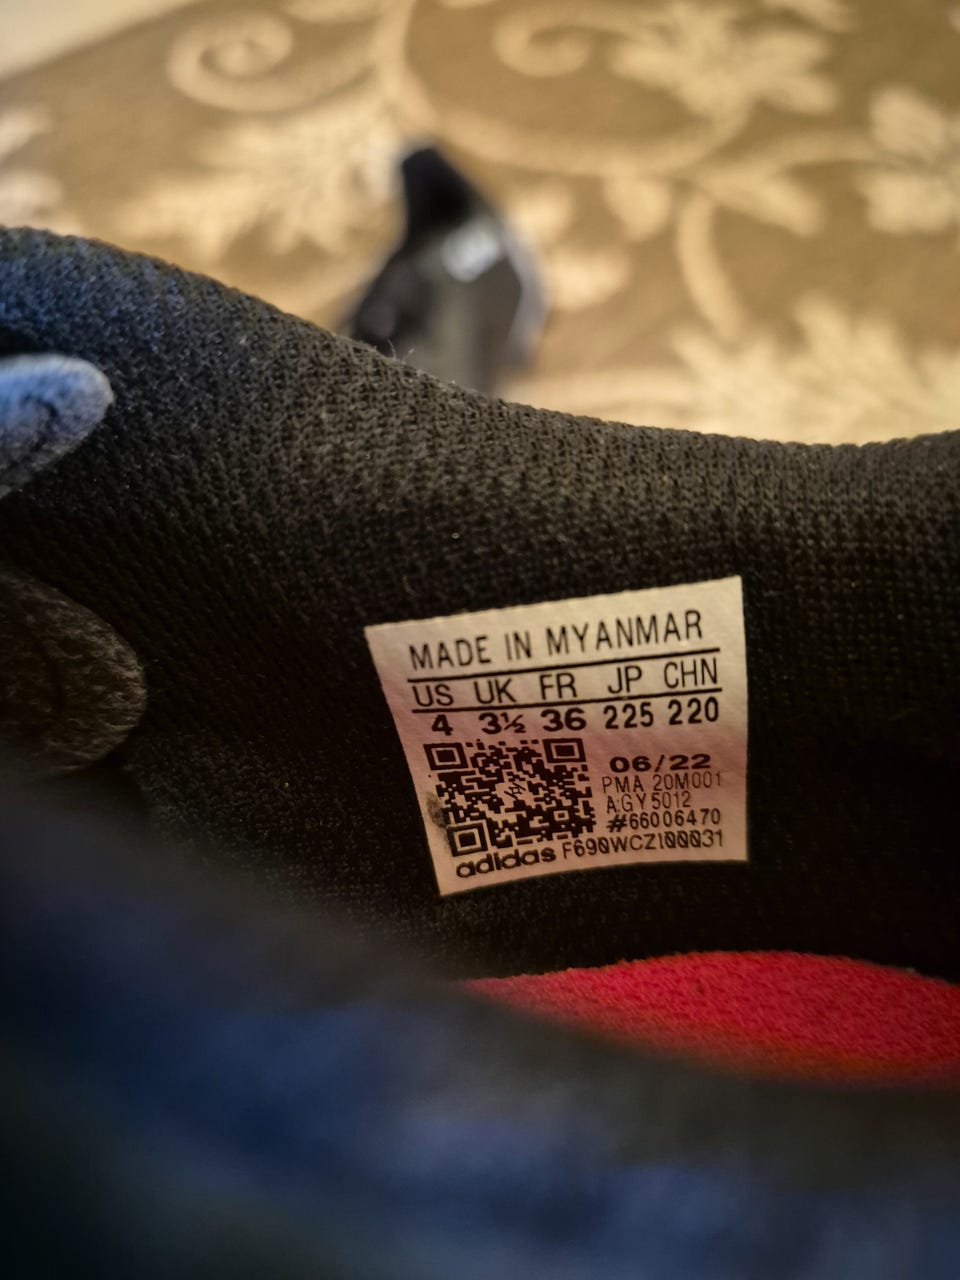 MADE IN MYANMAR
US UK FR JP CHN
4 3½ 36 225 220
06/22
PMA 20M001
A:GY5012
#66006470
adidas F690WCZI00031